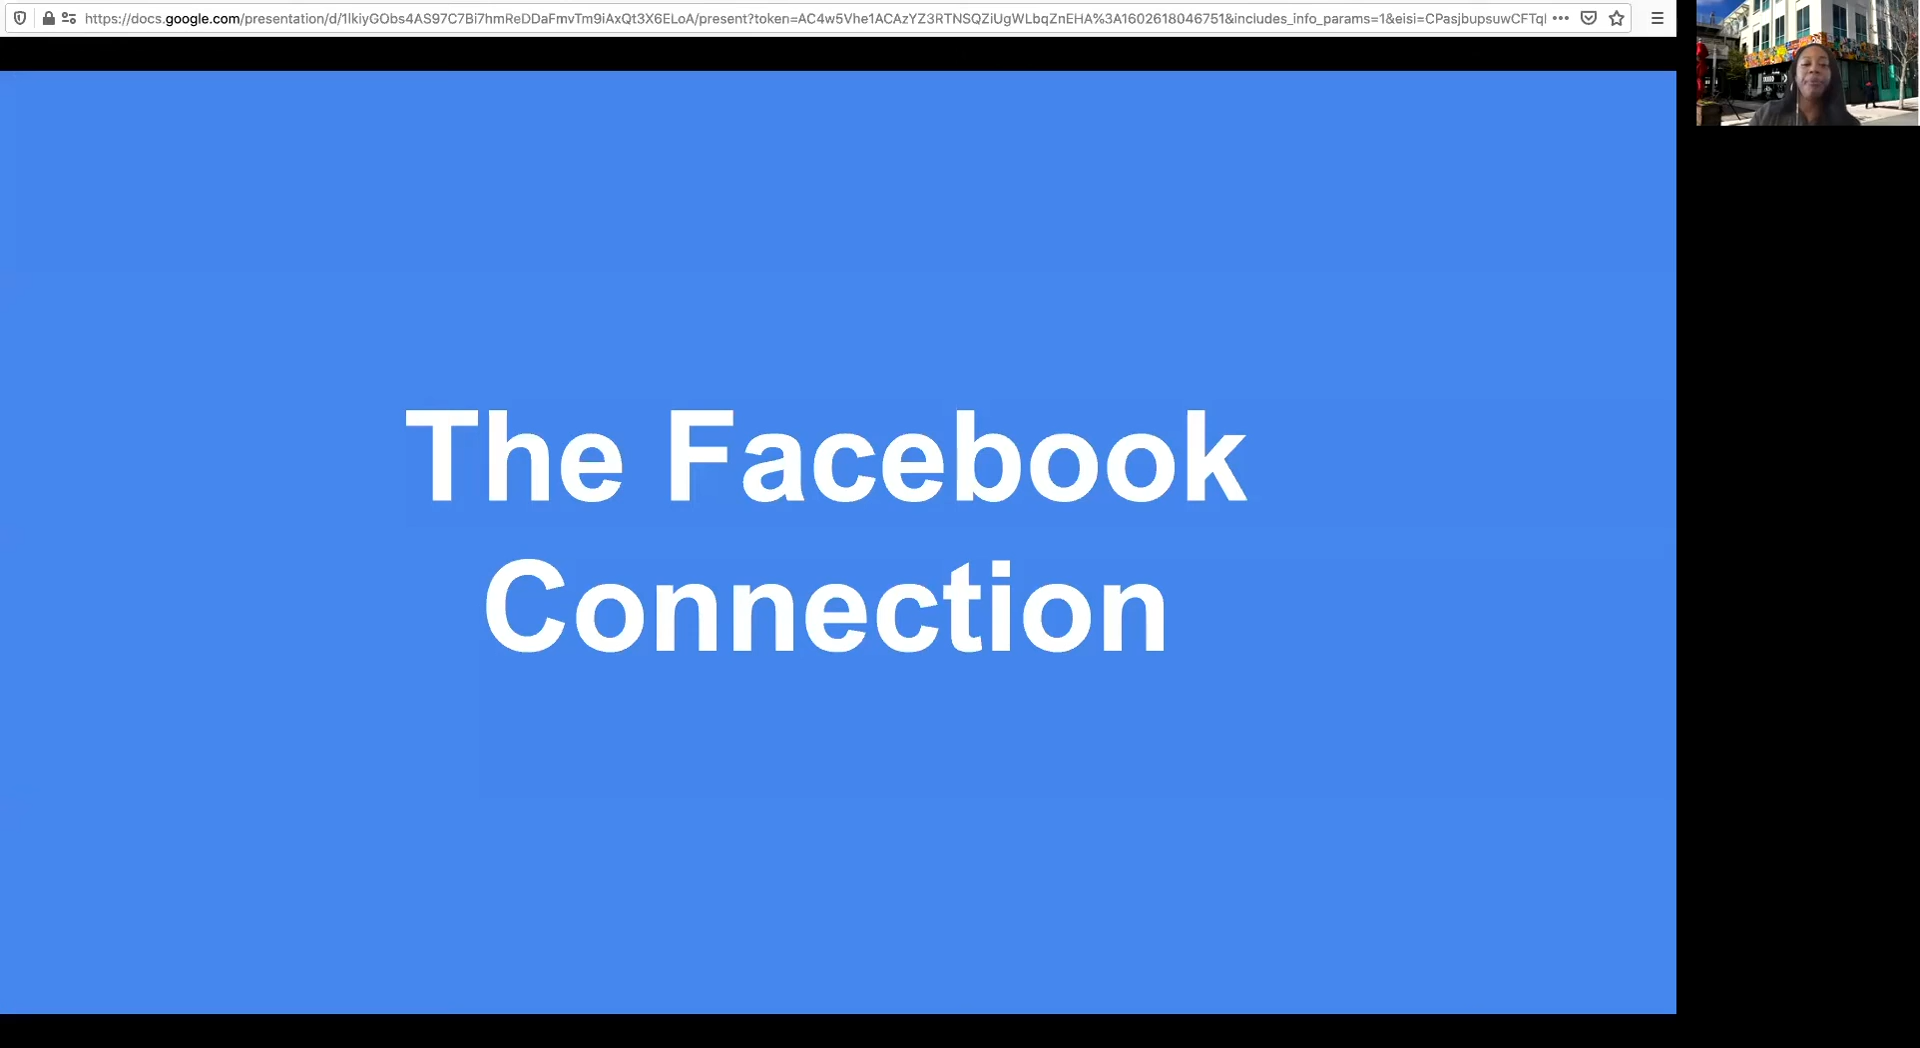 https://docs.google.com/presentation/d/1lkiyGObs4AS97C7Bi7hmReDDaFmvTm9iAxQt3X6ELoA/present?token=AC4w5Vhe1ACAzYZ3RTNSQZiUgWLbqZnEHA%3A1602618046751&includes_info_params=1&eisi=CPasjbupsuwCFTql
The Facebook
Connection